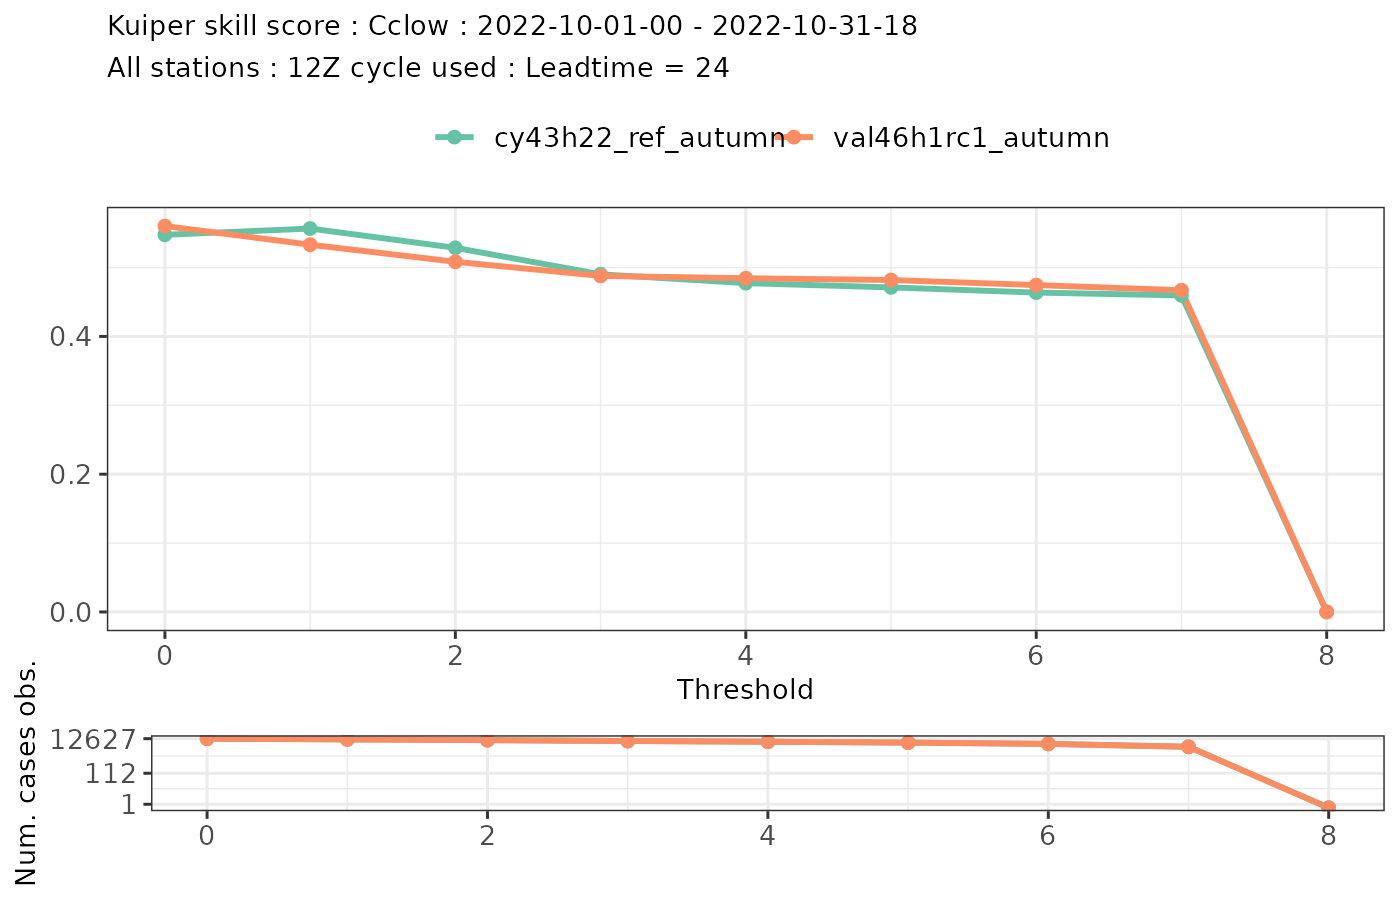 Kuiper skill score : Cclow : 2022-10-01-00 - 2022-10-31-18
All stations : 12Z cycle used : Leadtime = 24
cy43h22_ref_autumn val46h1rc1_autumn
0.4
0.2
0.0
0 2 4 6 8
Threshold
Num. cases obs.
12627
112
1
0 2 4 6 8